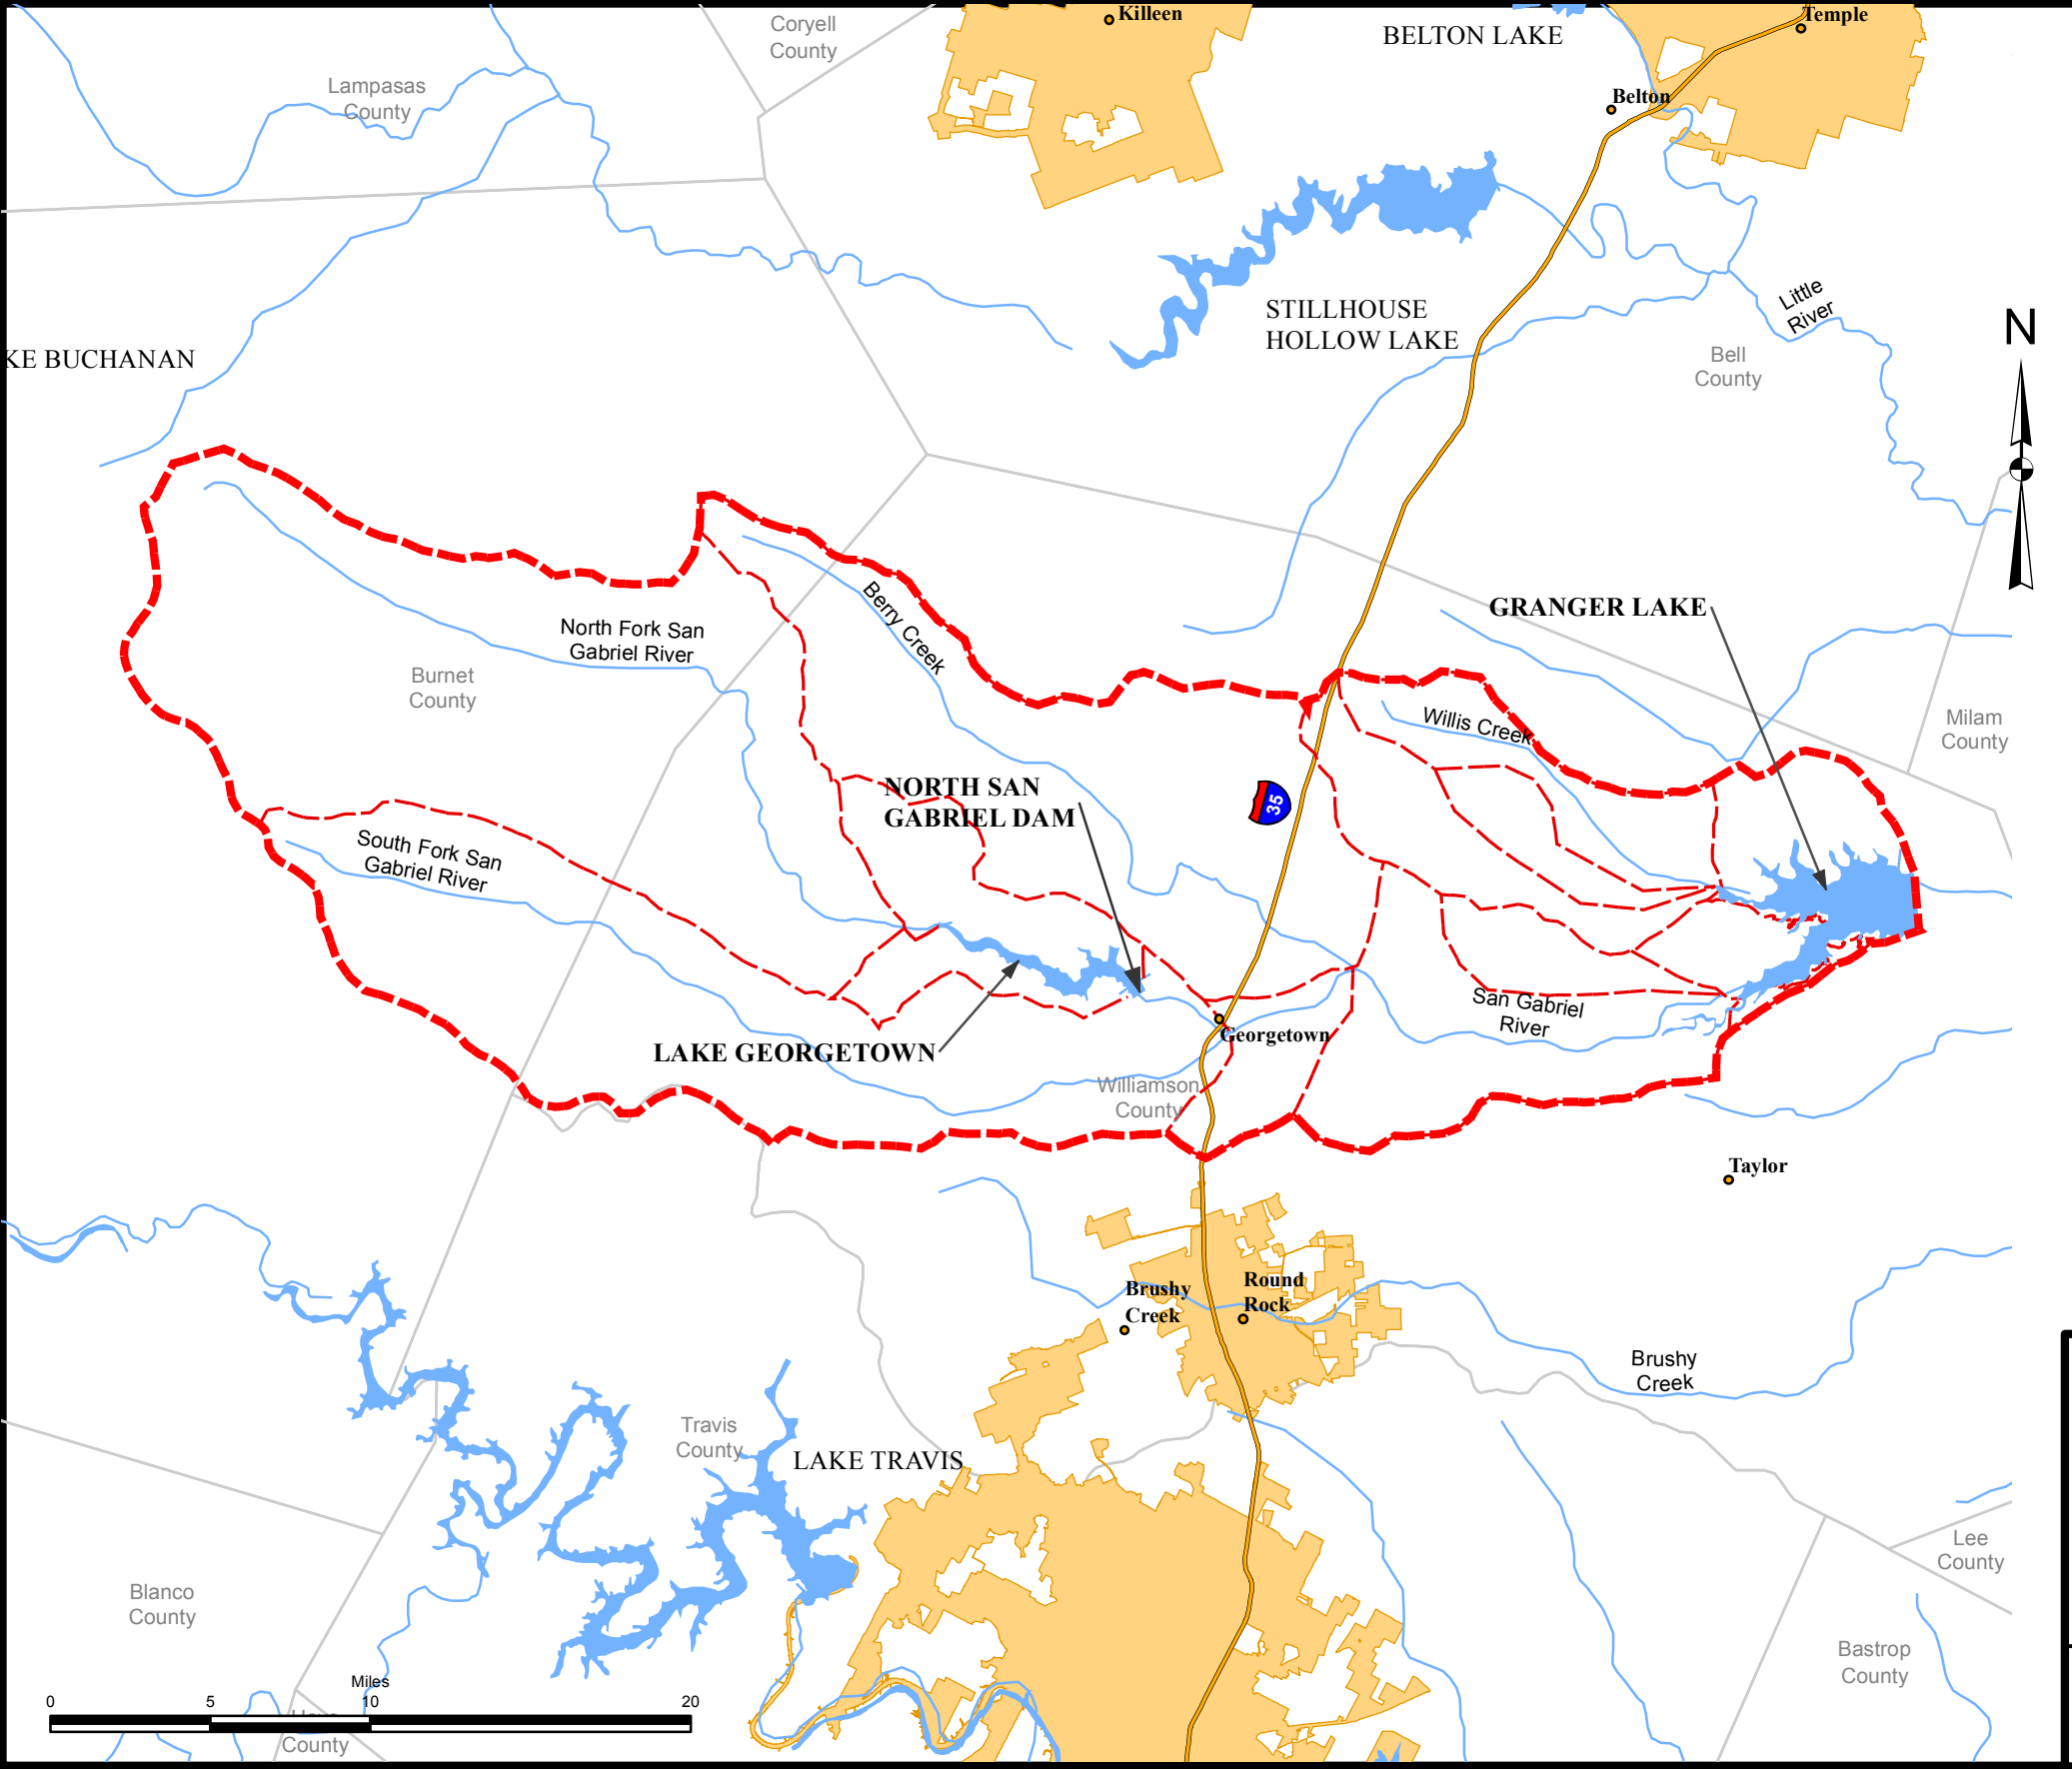 Killeen
Temple
Coryell
County
BELTON LAKE
Lampasas
County
Belton
Little
River
STILLHOUSE
HOLLOW LAKE
N
KE BUCHANAN
Bell
County
GRANGER LAKE
Berry Creek
North Fork San
Gabriel River
Burnet
County
Willis Creek
Milam
County
NORTH SAN
GABRIEL DAM
35
South Fork San
Gabriel River
San Gabriel
River
Georgetown
LAKE GEORGETOWN
Williamson
County
Taylor
Brushy
Creek
Round
Rock
Brushy
Creek
Travis
County
LAKE TRAVIS
Lee
County
Blanco
County
Bastrop
County
Miles
0 5 10 20
County